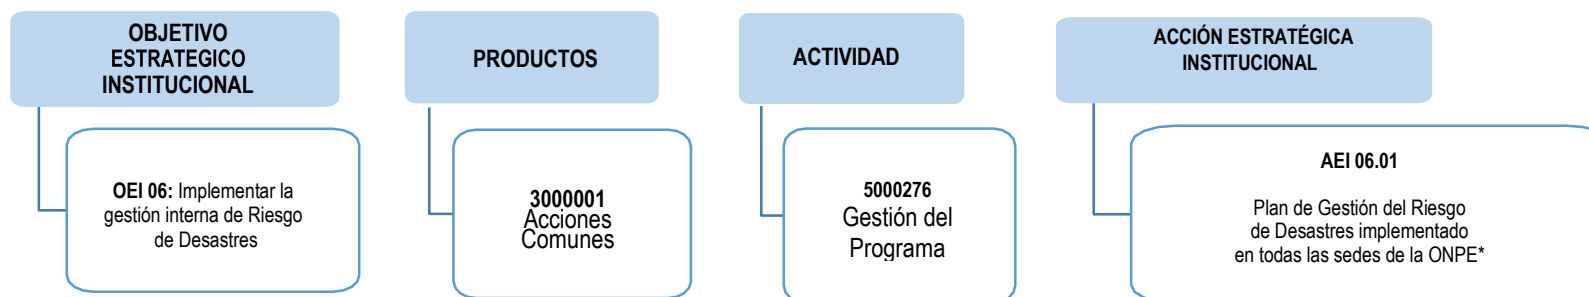 OBJETIVO
ESTRATEGICO
INSTITUCIONAL
OEI 06: Implementar la
gestión interna de Riesgo
de Desastres
PRODUCTOS
3000001
Acciones
Comunes
ACTIVIDAD
5000276
Gestión del
Programa
ACCIÓN ESTRATÉGICA
INSTITUCIONAL
AEI 06.01
Plan de Gestión del Riesgo
de Desastres implementado
en todas las sedes de la ONPE*